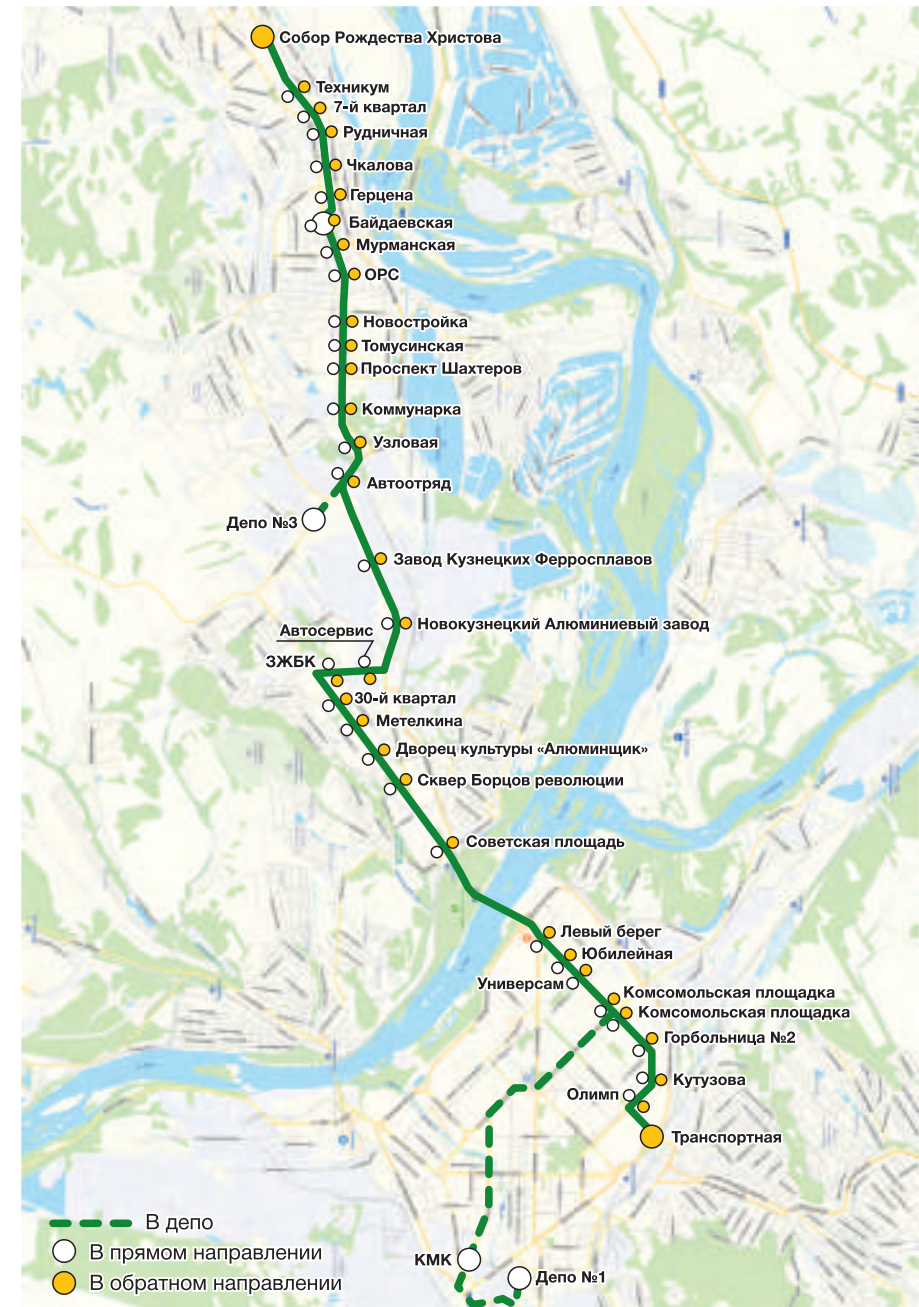 Собор Рождества Христова
Техникум
7-й квартал
Рудничная
Чкалова
Герцена
Байдаевская
Мурманская
ОРС
Новостройка
Томусинская
Проспект Шахтеров
Коммунарка
Узловая
Автоотряд
Депо №3
Завод Кузнецких Ферросплавов
Новокузнецкий Алюминиевый завод
Автосервис
ЗЖБК
30-й квартал
Метелкина
Дворец культуры «Алюминщик»
Сквер Борцов революции
Советская площадь
Левый берег
Юбилейная
Универсам
Комсомольская площадка
Комсомольская площадка
Горбольница №2
Кутузова
Олимп
Транспортная
В депо
В прямом направлении
В обратном направлении
КМК
Депо №1